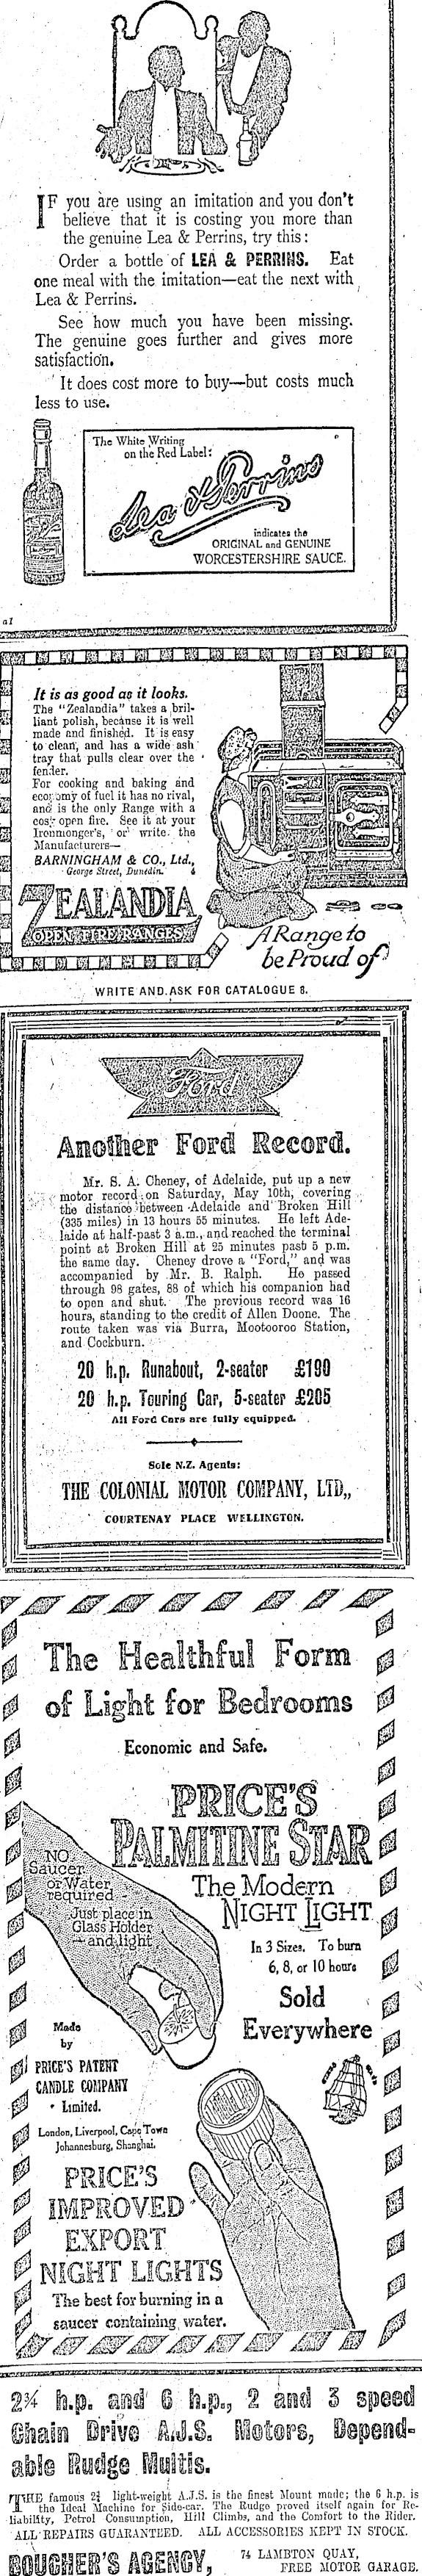 IF you are using an imitation and you don't
believe that it is costing you more than
the genuine Lea & Perrins, try this:
Order a bottle of LEA & PERRINS. Eat
one meal with the imitation—eat the next with
Lea & Perrins.
See how much you have been missing.
The genuine goes further and gives more
satisfaction.
It does cost more to buy—but costs much
less to use.
The White Writing
on the Red Label:
Lea & Perrins
indicates the
ORIGINAL and GENUINE
WORCESTERSHIRE SAUCE.
a1
It is as good as it looks.
The "Zealandia" takes a bril-
liant polish, because it is well
made and finished. It is easy
to clean, and has a wide ash
tray that pulls clear over the
fender.
For cooking and baking and
economy of fuel it has no rival,
and is the only Range with a
cosy open fire. See it at your
Ironmonger's, or write the
Manufacturers—
BARNINGHAM & CO., Ltd.,
George Street, Dunedin. 6
ZEALANDIA
OPEN FIRE RANGES
A Range to
be Proud of
WRITE AND ASK FOR CATALOGUE 8.
Ford
Another Ford Record.
Mr. S. A. Cheney, of Adelaide, put up a new
motor record on Saturday, May 10th, covering
the distance between Adelaide and Broken Hill
(335 miles) in 13 hours 55 minutes. He left Ade-
laide at half-past 3 a.m., and reached the terminal
point at Broken Hill at 25 minutes past 5 p.m.
the same day. Cheney drove a "Ford," and was
accompanied by Mr. B. Ralph. He passed
through 98 gates, 88 of which his companion had
to open and shut. The previous record was 16
hours, standing to the credit of Allen Doone. The
route taken was via Burra, Mootooroo Station,
and Cockburn.
20 h.p. Runabout, 2-seater £190
20 h.p. Touring Car, 5-seater £205
All Ford Cars are fully equipped.
Sole N.Z. Agents:
THE COLONIAL MOTOR COMPANY, LTD.,
COURTENAY PLACE WELLINGTON.
The Healthful Form
of Light for Bedrooms
Economic and Safe.
PRICE'S
PALMITINE STAR
The Modern
NIGHT LIGHT
In 3 Sizes. To burn
6, 8, or 10 hours
Sold
Everywhere
NO
Saucer
or Water
required -
Just place in
Glass Holder
—and light
Made
by
PRICE'S PATENT
CANDLE COMPANY
Limited.
London, Liverpool, Cape Town
Johannesburg, Shanghai.
PRICE'S
IMPROVED
EXPORT
NIGHT LIGHTS
The best for burning in a
saucer containing water.
2¾ h.p. and 6 h.p., 2 and 3 speed
Chain Drive A.J.S. Motors, Depend-
able Rudge Multis.
THE famous 2¾ light-weight A.J.S. is the finest Mount made; the 6 h.p. is
the Ideal Machine for Side-car. The Rudge proved itself again for Re-
liability, Petrol Consumption, Hill Climbs, and the Comfort to the Rider.
ALL REPAIRS GUARANTEED. ALL ACCESSORIES KEPT IN STOCK.
BOUCHER'S AGENCY, 74 LAMBTON QUAY,
FREE MOTOR GARAGE.